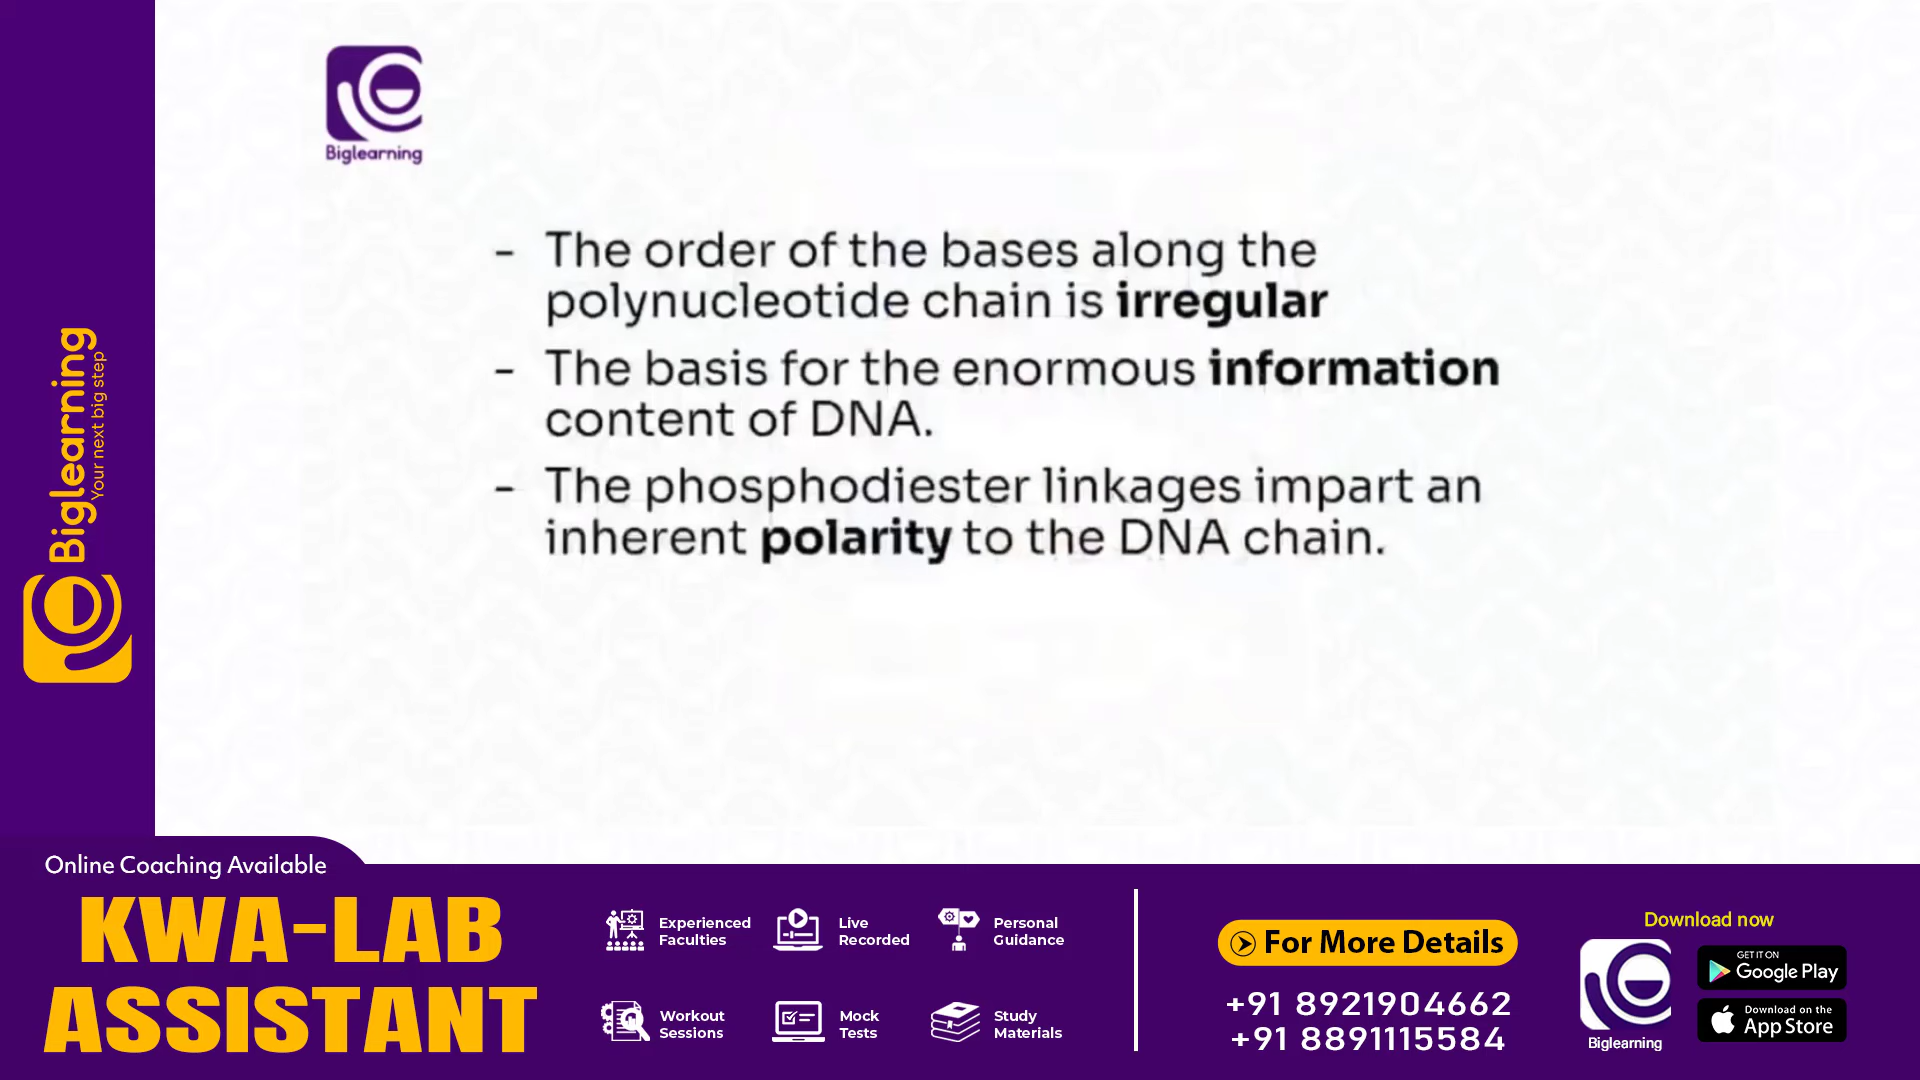 Biglearning
- The order of the bases along the
polynucleotide chain is irregular
- The basis for the enormous information
content of DNA.
- The phosphodiester linkages impart an
inherent polarity to the DNA chain.
Biglearning
Your next big step
Online Coaching Available
KWA-LAB
ASSISTANT
Experienced
Faculties
Live
Recorded
Personal
Guidance
Workout
Sessions
Mock
Tests
Study
Materials
For More Details
+91 8921904662
+91 8891115584
Download now
Biglearning
GET IT ON
Google Play
Download on the
App Store